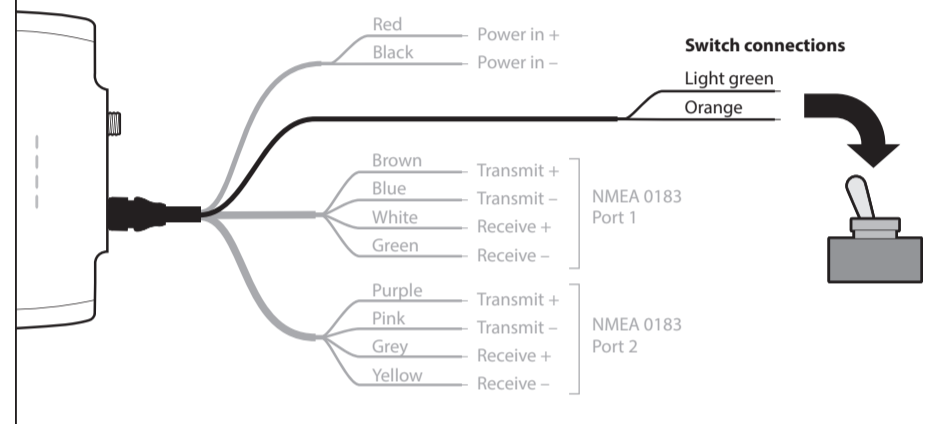 Red
Power in +
Black
Power in –
Switch connections
Light green
Orange
Brown
Transmit +
Blue
Transmit –
White
Receive +
Green
Receive –
NMEA 0183
Port 1
Purple
Transmit +
Pink
Transmit –
Grey
Receive +
Yellow
Receive –
NMEA 0183
Port 2